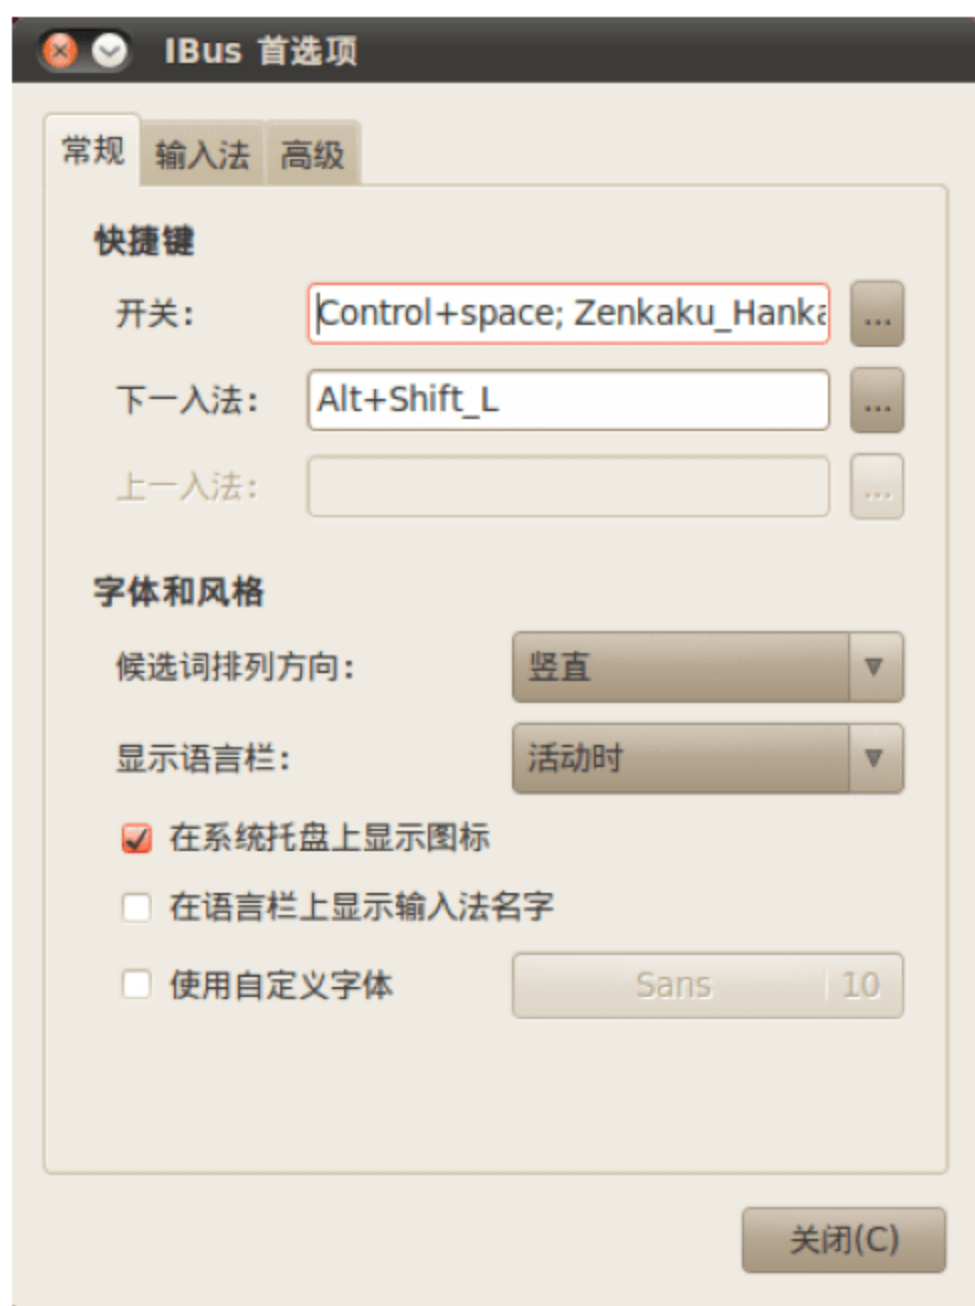 IBus 首选项
常规 输入法 高级
快捷键
开关: Control+space; Zenkaku_Hanka ...
下一入法: Alt+Shift_L ...
上一入法: ...
字体和风格
候选词排列方向: 竖直
显示语言栏: 活动时
在系统托盘上显示图标
在语言栏上显示输入法名字
使用自定义字体 Sans 10
关闭(C)